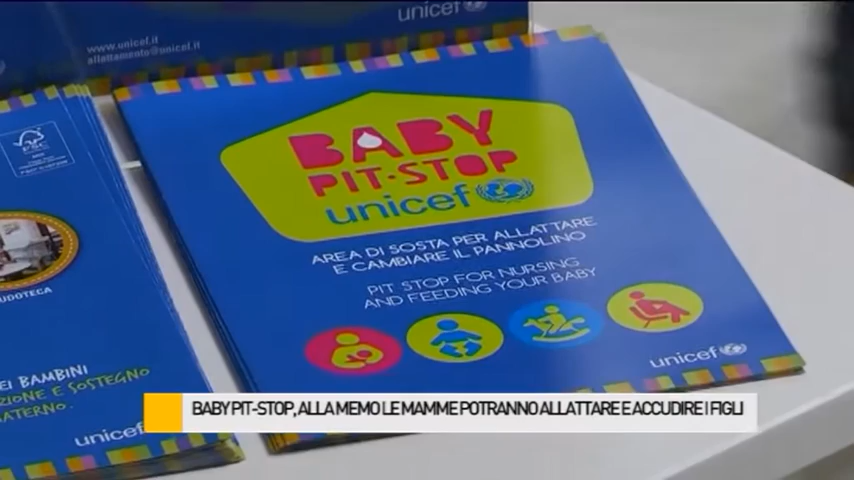 unicef
www.unicef.it
allattamento@unicef.it
FSC
BABY
PIT-STOP
unicef
AREA DI SOSTA PER ALLATTARE
E CAMBIARE IL PANNOLINO
PIT STOP FOR NURSING
AND FEEDING YOUR BABY
unicef
UDOTECA
EI BAMBINI
ZIONE E SOSTEGNO
ATERNO.
unicef
BABY PIT-STOP, ALLA MEMO LE MAMME POTRANNO ALLATTARE E ACCUDIRE I FIGLI